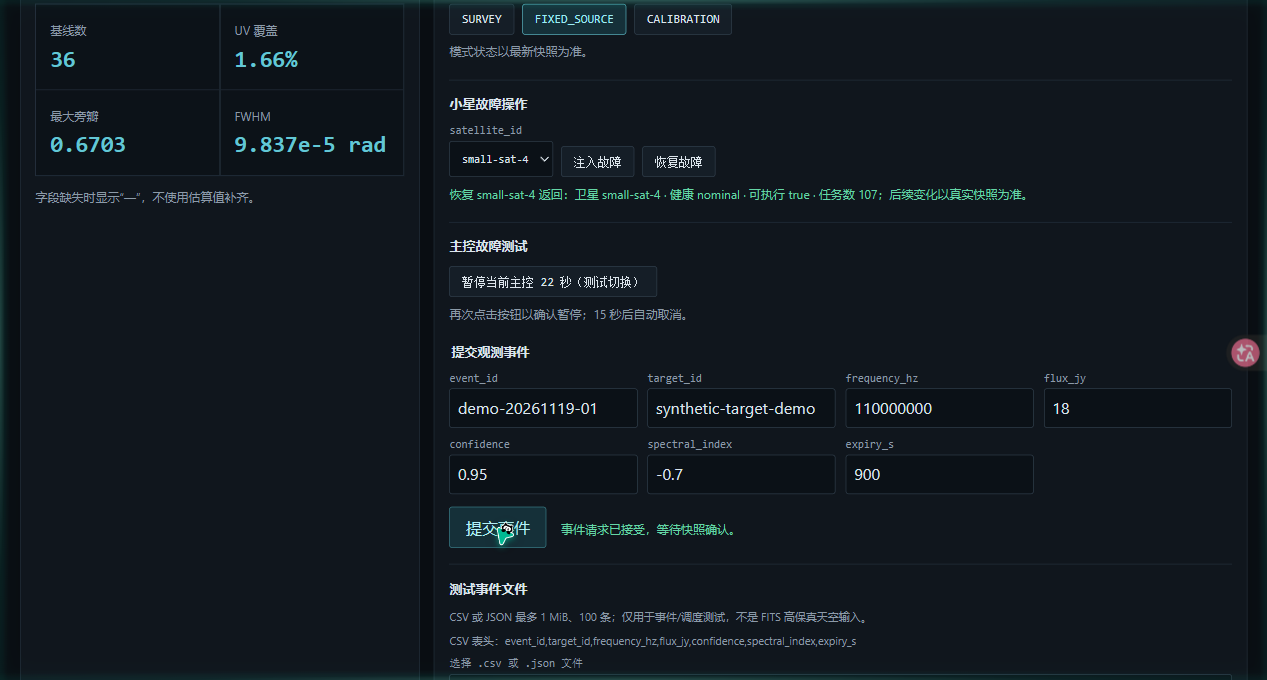 基线数
36
UV 覆盖
1.66%
最大旁瓣
0.6703
FWHM
9.837e-5 rad
字段缺失时显示“—”，不使用估算值补齐。
SURVEY
FIXED_SOURCE
CALIBRATION
模式状态以最新快照为准。
小星故障操作
satellite_id
small-sat-4
注入故障
恢复故障
恢复 small-sat-4 返回：卫星 small-sat-4 · 健康 nominal · 可执行 true · 任务数 107；后续变化以真实快照为准。
主控故障测试
暂停当前主控 22 秒（测试切换）
再次点击按钮以确认暂停；15 秒后自动取消。
提交观测事件
event_id
target_id
frequency_hz
flux_jy
demo-20261119-01
synthetic-target-demo
110000000
18
confidence
spectral_index
expiry_s
0.95
-0.7
900
提交事件
事件请求已接受，等待快照确认。
测试事件文件
CSV 或 JSON 最多 1 MiB、100 条；仅用于事件/调度测试，不是 FITS 高保真天空输入。
CSV 表头：event_id,target_id,frequency_hz,flux_jy,confidence,spectral_index,expiry_s
选择 .csv 或 .json 文件